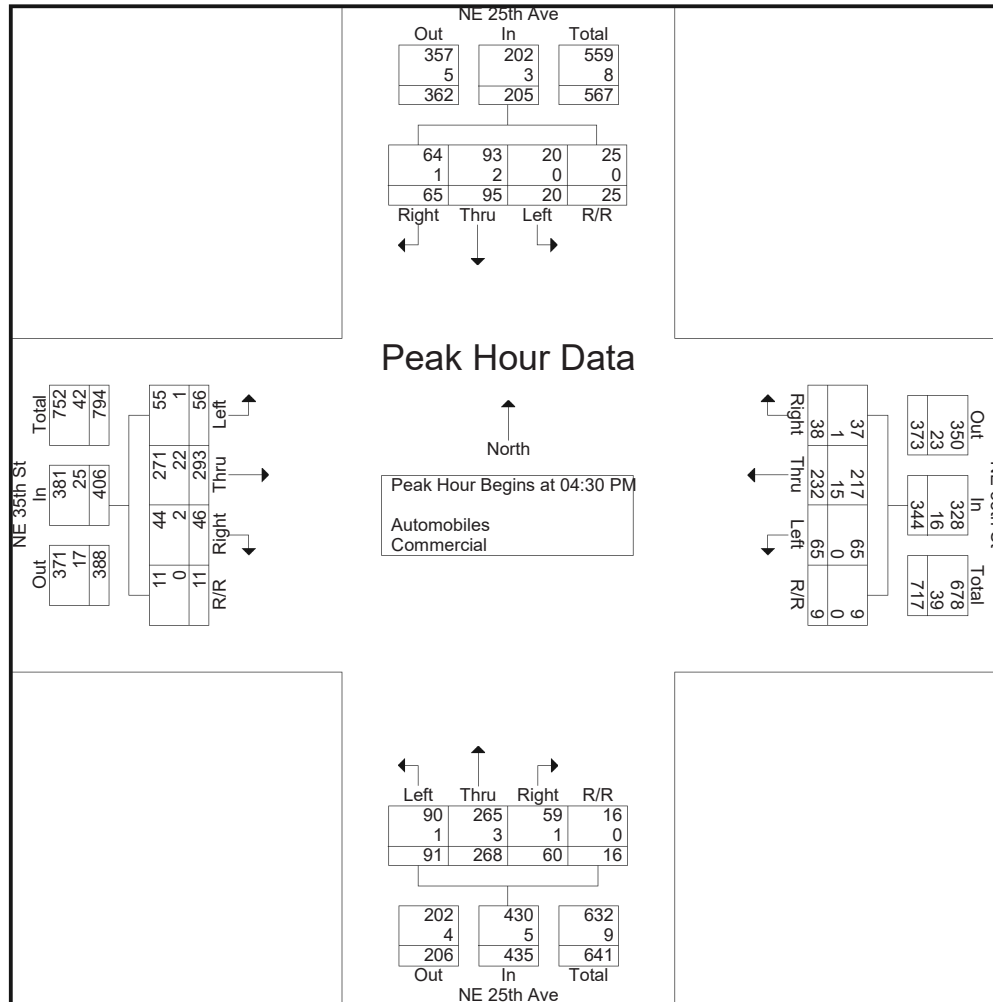 NE 25th Ave
Out In Total
357 202 559
5 3 8
362 205 567
64 93 20 25
1 2 0 0
65 95 20 25
Right Thru Left R/R
Peak Hour Data
North
Peak Hour Begins at 04:30 PM
Automobiles
Commercial
NE 35th St
Total In Out
752 381 371
42 25 17
794 406 388
55 271 44 11
1 22 2 0
56 293 46 11
Left Thru Right R/R
Out In Total
350 328 678
23 16 39
373 344 717
37 217 65 9
1 15 0 0
38 232 65 9
Right Thru Left R/R
Left Thru Right R/R
90 265 59 16
1 3 1 0
91 268 60 16
202 430 632
4 5 9
206 435 641
Out In Total
NE 25th Ave